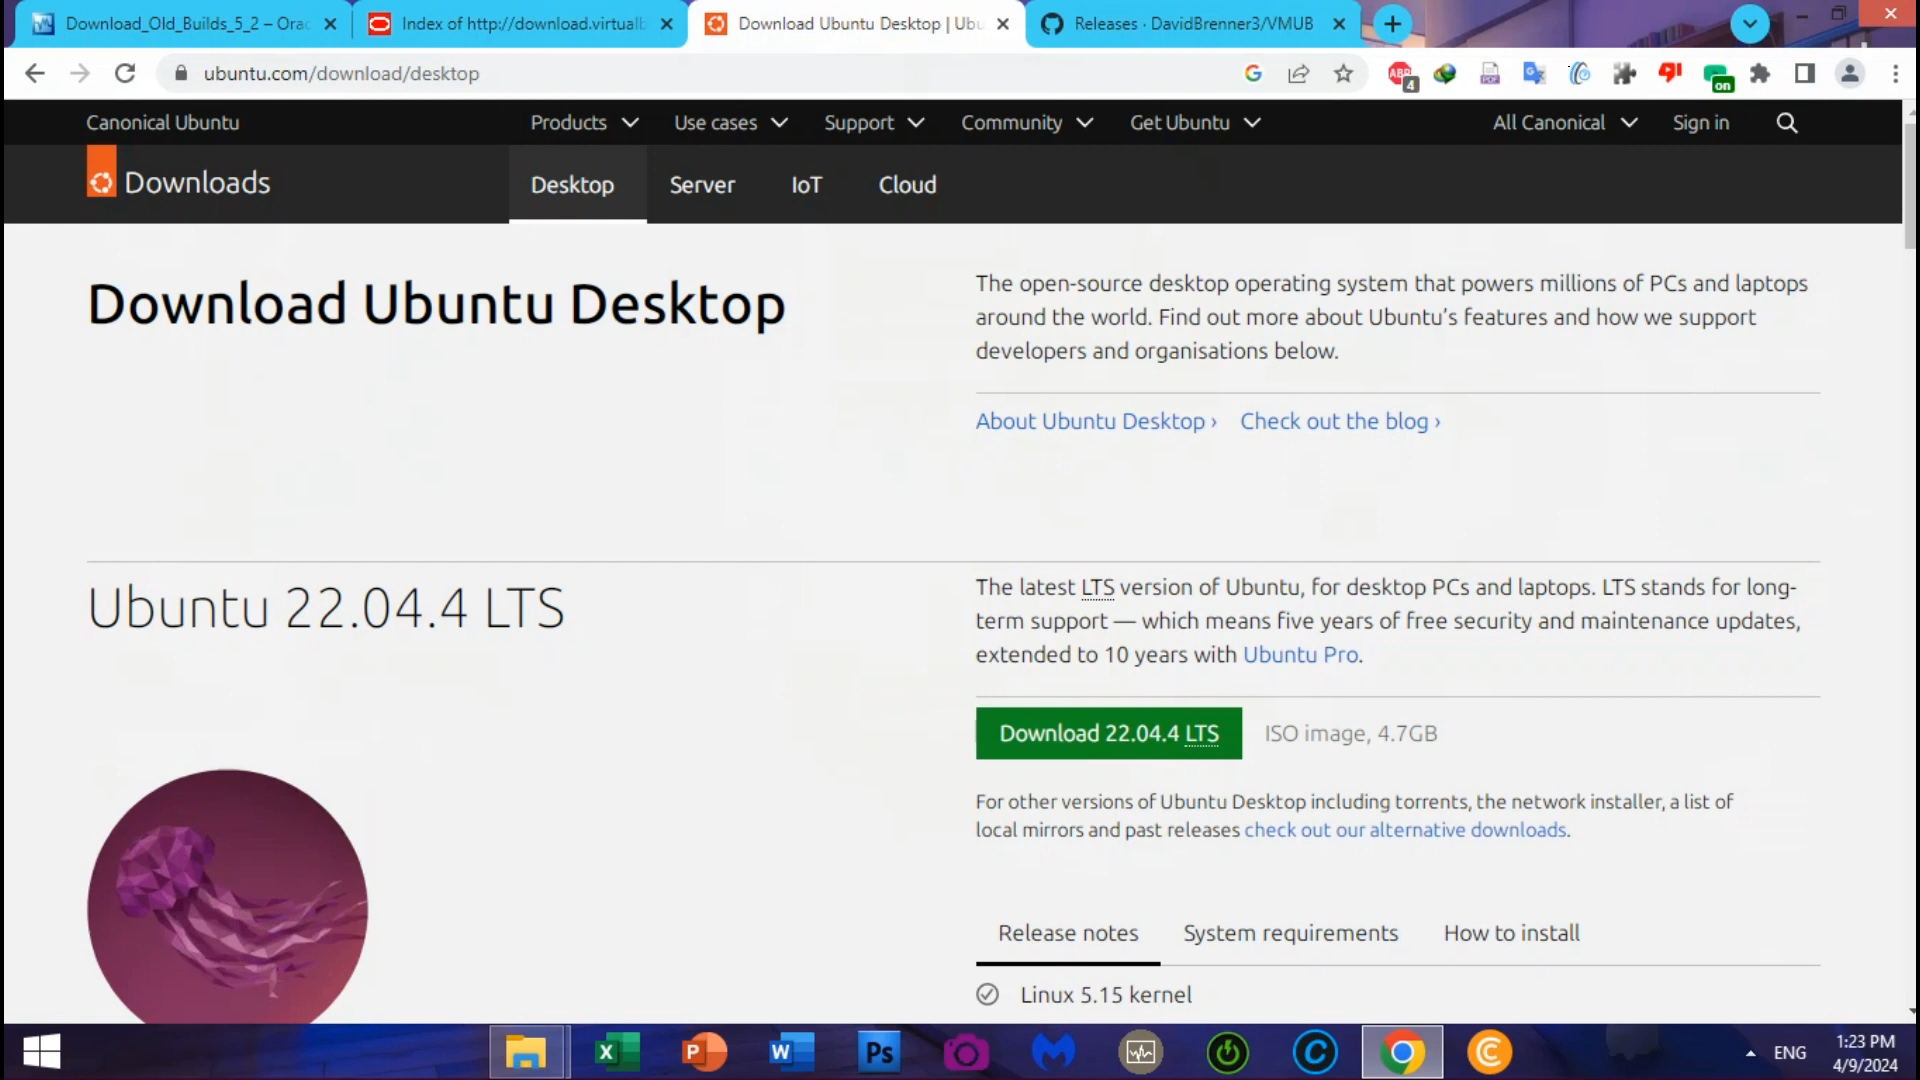 Download_Old_Builds_5_2 – Orac
Index of http://download.virtualb
Download Ubuntu Desktop | Ubu
Releases · DavidBrenner3/VMUB
ubuntu.com/download/desktop
ABP
4
PDF
on
Canonical Ubuntu
Products
Use cases
Support
Community
Get Ubuntu
All Canonical
Sign in
Downloads
Desktop
Server
IoT
Cloud
Download Ubuntu Desktop
The open-source desktop operating system that powers millions of PCs and laptops
around the world. Find out more about Ubuntu’s features and how we support
developers and organisations below.
About Ubuntu Desktop ›
Check out the blog ›
Ubuntu 22.04.4 LTS
The latest LTS version of Ubuntu, for desktop PCs and laptops. LTS stands for long-
term support — which means five years of free security and maintenance updates,
extended to 10 years with Ubuntu Pro.
Download 22.04.4 LTS
ISO image, 4.7GB
For other versions of Ubuntu Desktop including torrents, the network installer, a list of
local mirrors and past releases check out our alternative downloads.
Release notes
System requirements
How to install
Linux 5.15 kernel
ENG
1:23 PM
4/9/2024